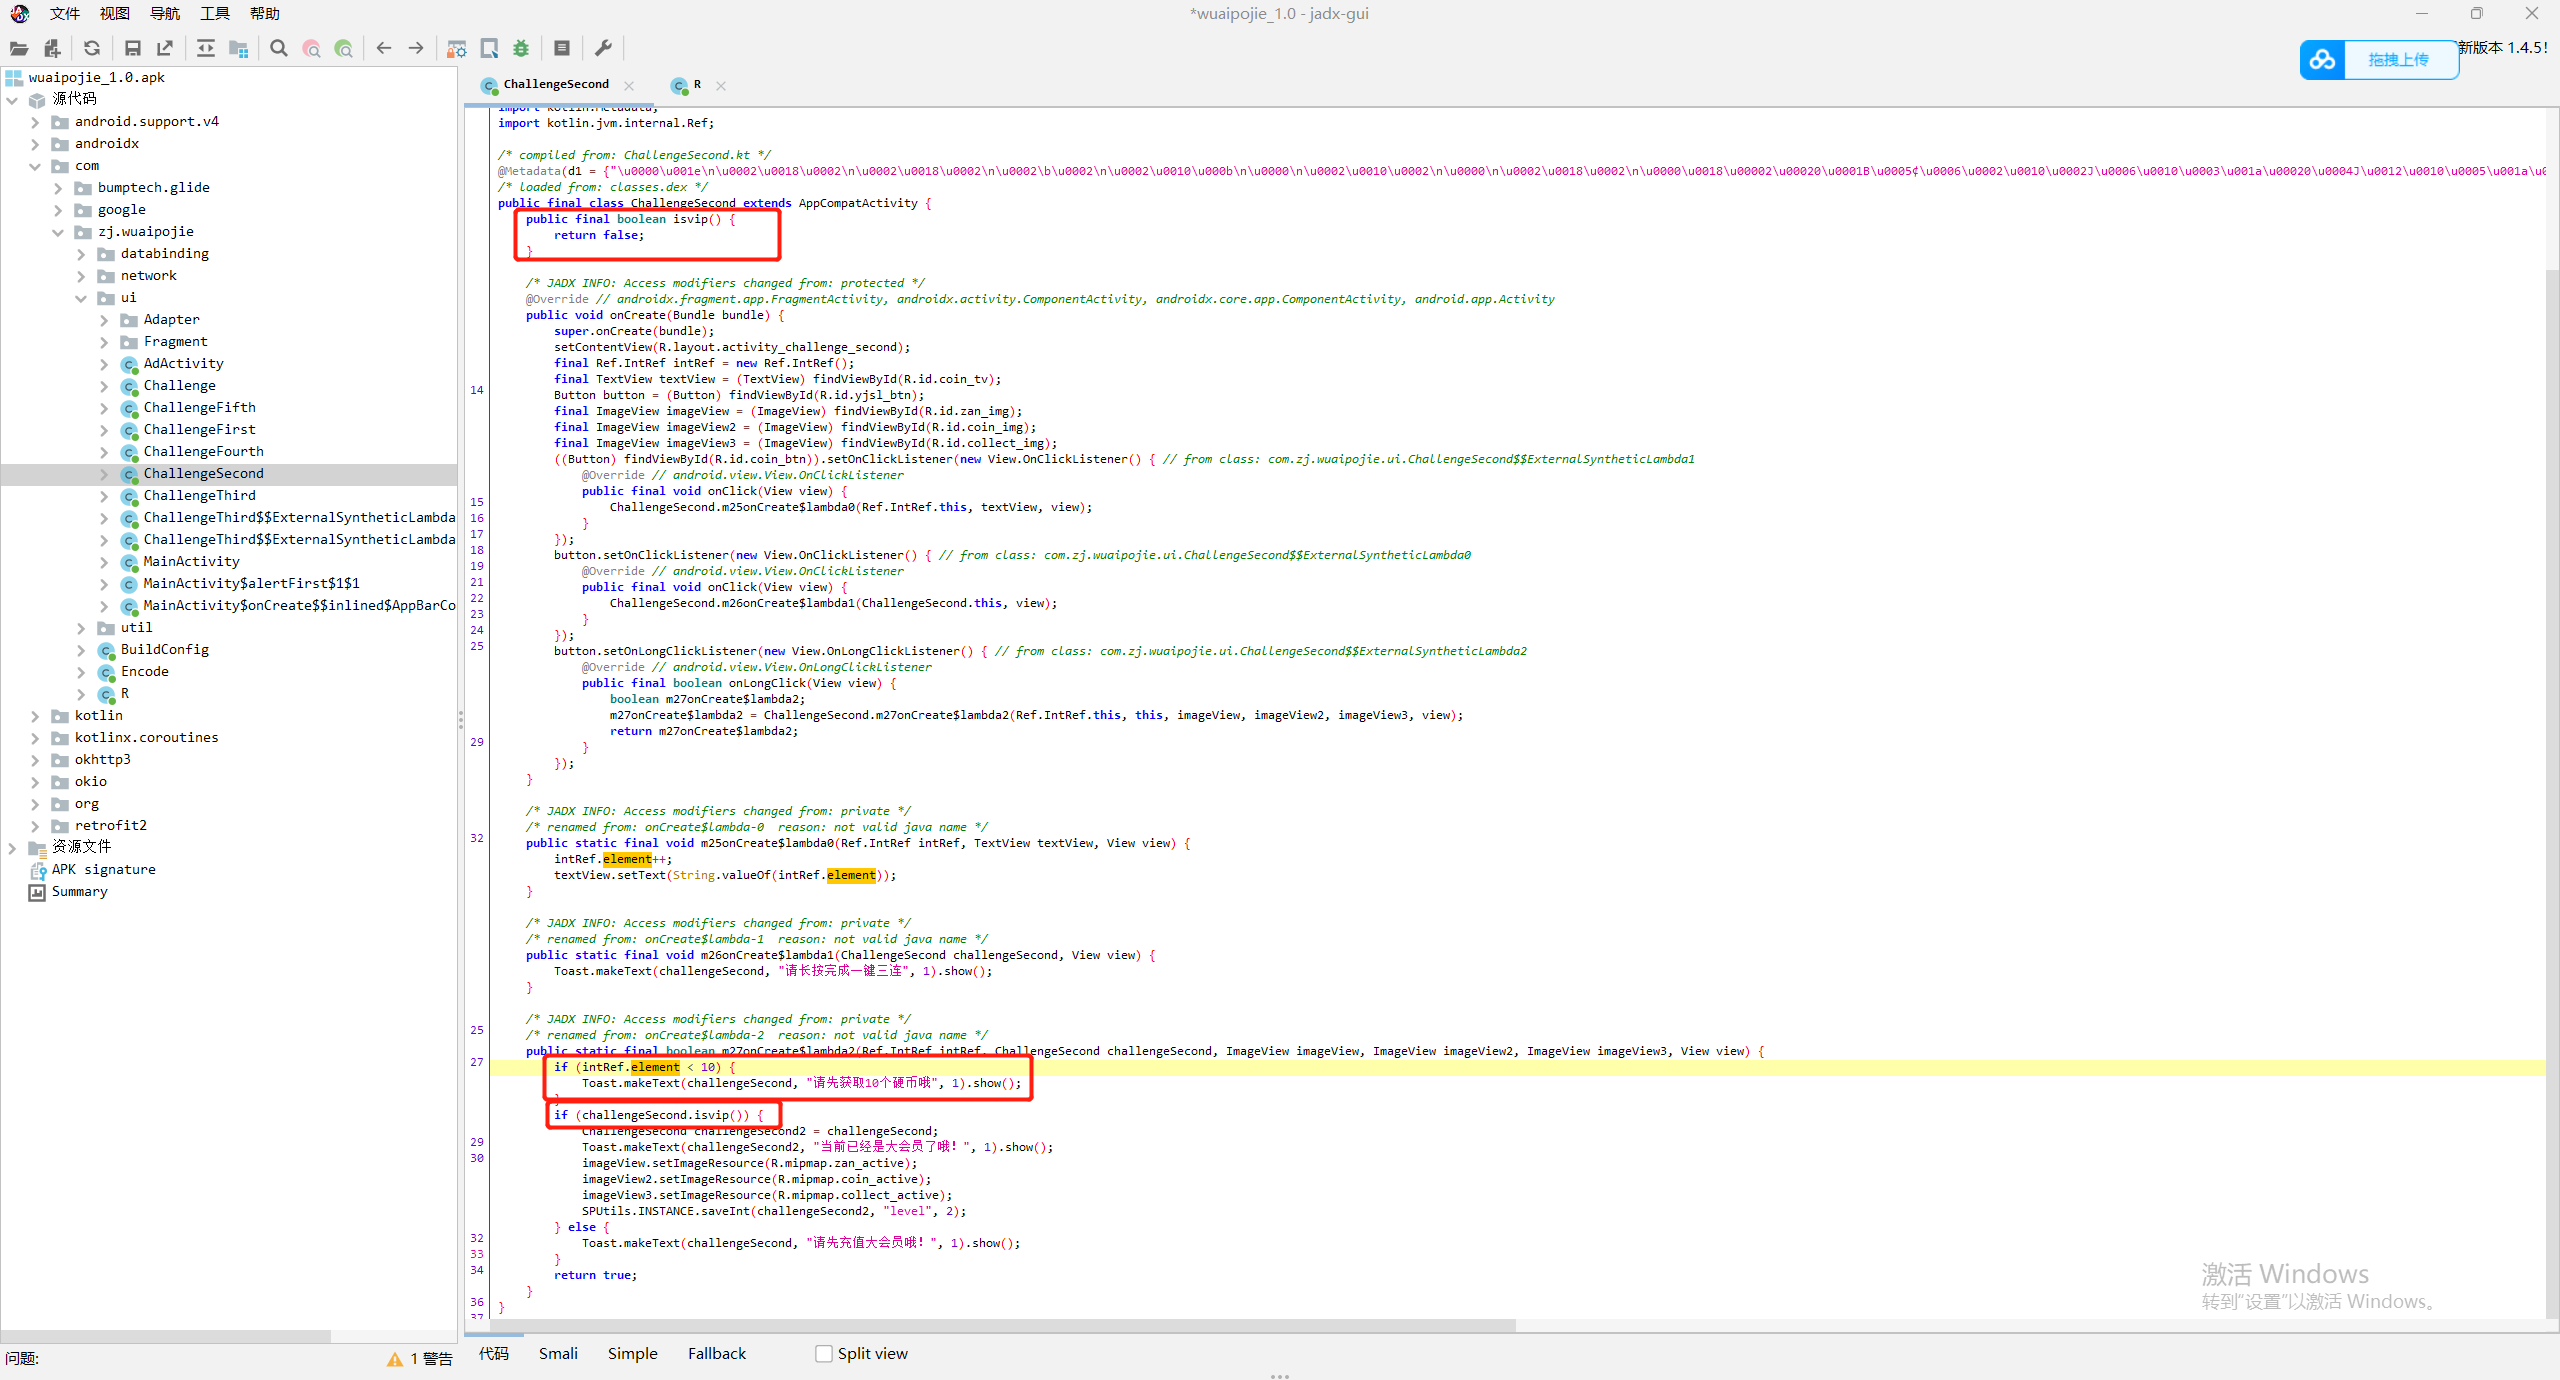 文件 视图 导航 工具 帮助
*wuaipojie_1.0 - jadx-gui
拖拽上传
新版本 1.4.5!
wuaipojie_1.0.apk
源代码
android.support.v4
androidx
com
bumptech.glide
google
zj.wuaipojie
databinding
network
ui
Adapter
Fragment
AdActivity
Challenge
ChallengeFifth
ChallengeFirst
ChallengeFourth
ChallengeSecond
ChallengeThird
ChallengeThird$$ExternalSyntheticLambda
ChallengeThird$$ExternalSyntheticLambda
MainActivity
MainActivity$alertFirst$1$1
MainActivity$onCreate$$inlined$AppBarCo
util
BuildConfig
Encode
R
kotlin
kotlinx.coroutines
okhttp3
okio
org
retrofit2
资源文件
APK signature
Summary
问题:
1 警告
ChallengeSecond
R
import kotlin.Metadata;
import kotlin.jvm.internal.Ref;
/* compiled from: ChallengeSecond.kt */
@Metadata(d1 = {"\u0000\u001e\n\u0002\u0018\u0002\n\u0002\u0018\u0002\n\u0002\b\u0002\n\u0002\u0010\u000b\n\u0000\n\u0002\u0010\u0002\n\u0000\n\u0002\u0018\u0002\n\u0000\u0018\u00002\u00020\u0001B\u0005¢\u0006\u0002\u0010\u0002J\u0006\u0010\u0003\u001a\u00020\u0004J\u0012\u0010\u0005\u001a\u0
/* loaded from: classes.dex */
public final class ChallengeSecond extends AppCompatActivity {
public final boolean isvip() {
return false;
}
/* JADX INFO: Access modifiers changed from: protected */
@Override // androidx.fragment.app.FragmentActivity, androidx.activity.ComponentActivity, androidx.core.app.ComponentActivity, android.app.Activity
public void onCreate(Bundle bundle) {
super.onCreate(bundle);
setContentView(R.layout.activity_challenge_second);
final Ref.IntRef intRef = new Ref.IntRef();
final TextView textView = (TextView) findViewById(R.id.coin_tv);
14
Button button = (Button) findViewById(R.id.yjsl_btn);
final ImageView imageView = (ImageView) findViewById(R.id.zan_img);
final ImageView imageView2 = (ImageView) findViewById(R.id.coin_img);
final ImageView imageView3 = (ImageView) findViewById(R.id.collect_img);
((Button) findViewById(R.id.coin_btn)).setOnClickListener(new View.OnClickListener() { // from class: com.zj.wuaipojie.ui.ChallengeSecond$$ExternalSyntheticLambda1
@Override // android.view.View.OnClickListener
public final void onClick(View view) {
15
ChallengeSecond.m25onCreate$lambda0(Ref.IntRef.this, textView, view);
16
}
17
});
18
button.setOnClickListener(new View.OnClickListener() { // from class: com.zj.wuaipojie.ui.ChallengeSecond$$ExternalSyntheticLambda0
19
@Override // android.view.View.OnClickListener
21
public final void onClick(View view) {
22
ChallengeSecond.m26onCreate$lambda1(ChallengeSecond.this, view);
23
}
24
});
25
button.setOnLongClickListener(new View.OnLongClickListener() { // from class: com.zj.wuaipojie.ui.ChallengeSecond$$ExternalSyntheticLambda2
@Override // android.view.View.OnLongClickListener
public final boolean onLongClick(View view) {
boolean m27onCreate$lambda2;
m27onCreate$lambda2 = ChallengeSecond.m27onCreate$lambda2(Ref.IntRef.this, this, imageView, imageView2, imageView3, view);
return m27onCreate$lambda2;
29
}
});
}
/* JADX INFO: Access modifiers changed from: private */
/* renamed from: onCreate$lambda-0 reason: not valid java name */
32
public static final void m25onCreate$lambda0(Ref.IntRef intRef, TextView textView, View view) {
intRef.element++;
textView.setText(String.valueOf(intRef.element));
}
/* JADX INFO: Access modifiers changed from: private */
/* renamed from: onCreate$lambda-1 reason: not valid java name */
public static final void m26onCreate$lambda1(ChallengeSecond challengeSecond, View view) {
Toast.makeText(challengeSecond, "请长按完成一键三连", 1).show();
}
/* JADX INFO: Access modifiers changed from: private */
25
/* renamed from: onCreate$lambda-2 reason: not valid java name */
public static final boolean m27onCreate$lambda2(Ref.IntRef intRef, ChallengeSecond challengeSecond, ImageView imageView, ImageView imageView2, ImageView imageView3, View view) {
27
if (intRef.element < 10) {
Toast.makeText(challengeSecond, "请先获取10个硬币哦", 1).show();
}
if (challengeSecond.isvip()) {
ChallengeSecond challengeSecond2 = challengeSecond;
29
Toast.makeText(challengeSecond2, "当前已经是大会员了哦！", 1).show();
30
imageView.setImageResource(R.mipmap.zan_active);
imageView2.setImageResource(R.mipmap.coin_active);
imageView3.setImageResource(R.mipmap.collect_active);
SPUtils.INSTANCE.saveInt(challengeSecond2, "level", 2);
} else {
32
Toast.makeText(challengeSecond, "请先充值大会员哦！", 1).show();
33
}
34
return true;
}
36
}
37
激活 Windows
转到“设置”以激活 Windows。
代码 Smali Simple Fallback Split view